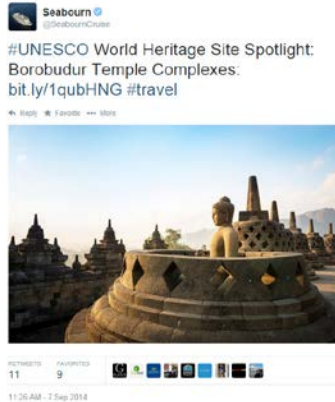 Seabourn
@SeabournCruise
#UNESCO World Heritage Site Spotlight:
Borobudur Temple Complexes:
bit.ly/1qubHNG #travel
Reply Favorite More
RETWEETS FAVORITES
11 9
11:26 AM - 7 Sep 2014